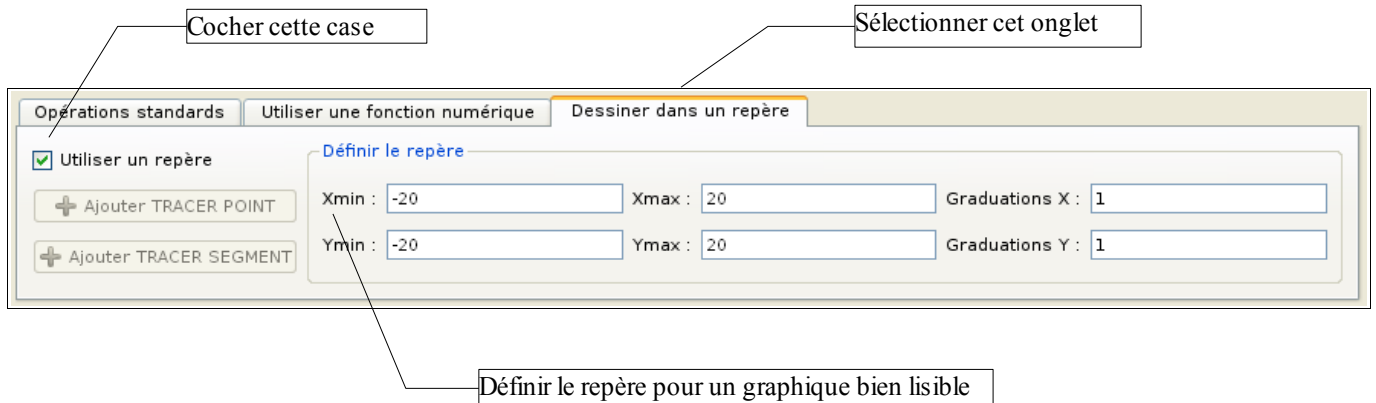 Cocher cette case
Sélectionner cet onglet
Opérations standards
Utiliser une fonction numérique
Dessiner dans un repère
Utiliser un repère
Définir le repère
Ajouter TRACER POINT
Xmin : -20
Xmax : 20
Graduations X : 1
Ajouter TRACER SEGMENT
Ymin : -20
Ymax : 20
Graduations Y : 1
Définir le repère pour un graphique bien lisible